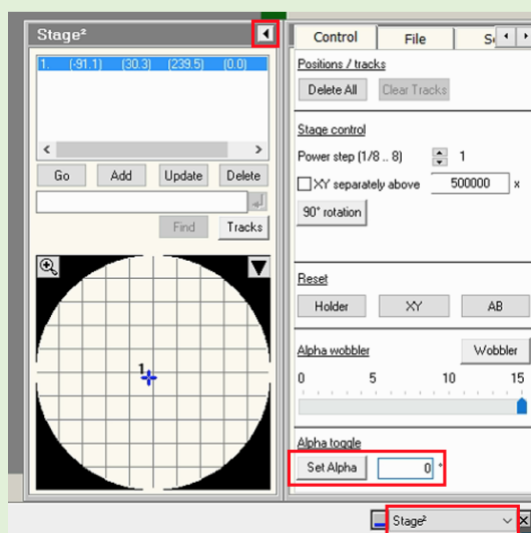 Stage²
1. (-91.1) (30.3) (239.5) (0.0)
Go Add Update Delete
Find Tracks
1
Control File
Positions / tracks
Delete All Clear Tracks
Stage control
Power step (1/8 .. 8) 1
XY separately above 500000 x
90° rotation
Reset
Holder XY AB
Alpha wobbler Wobbler
0 5 10 15
Alpha toggle
Set Alpha 0 °
Stage²